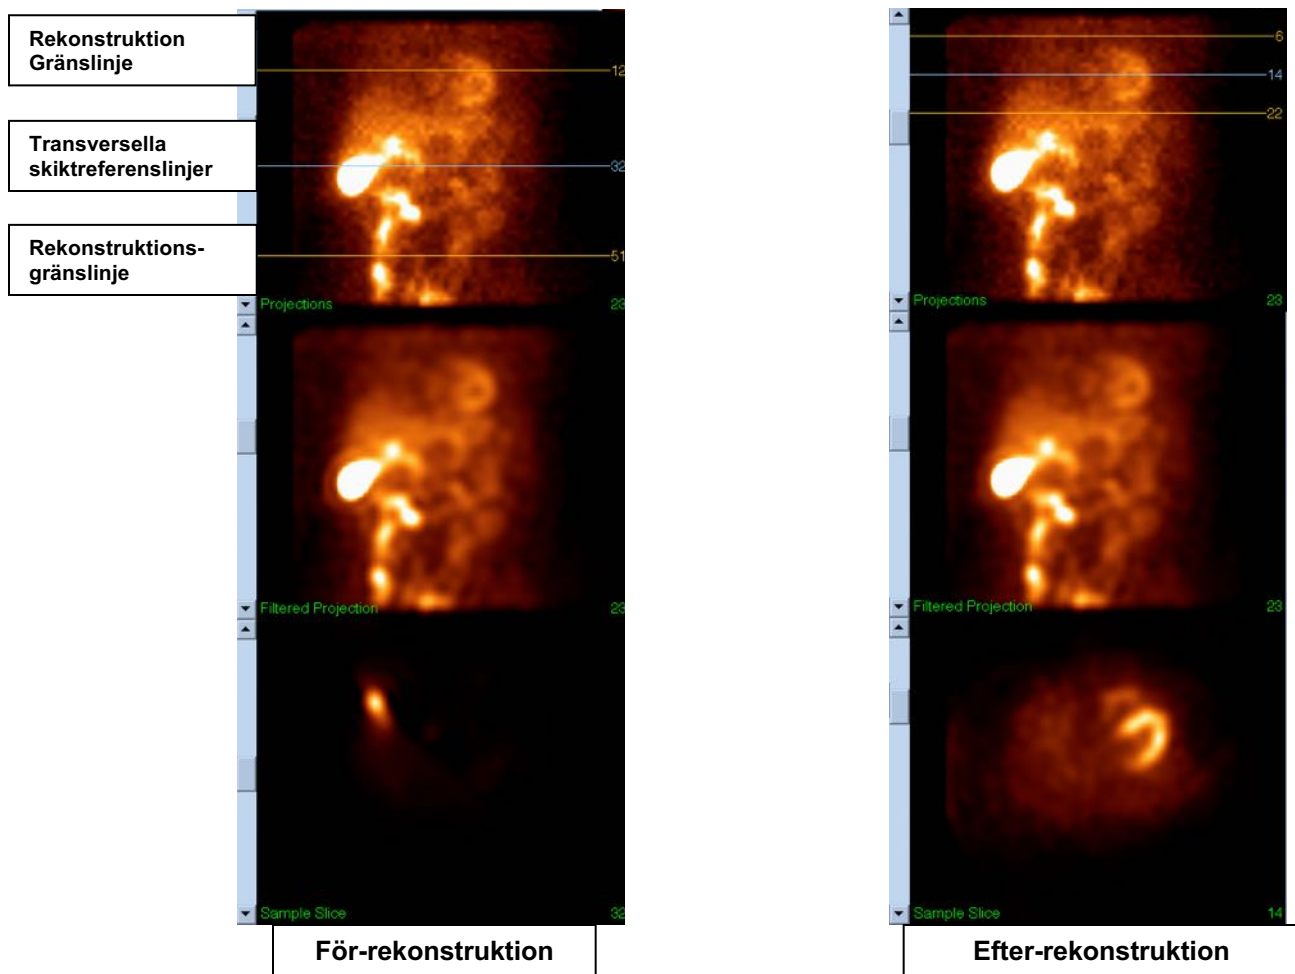 Rekonstruktion
Gränslinje
Transversella
skiktreferenslinjer
Rekonstruktions-
gränslinje
12
32
51
Projections 23
Filtered Projection 23
Sample Slice 32
För-rekonstruktion
6
14
22
Projections 23
Filtered Projection 23
Sample Slice 14
Efter-rekonstruktion